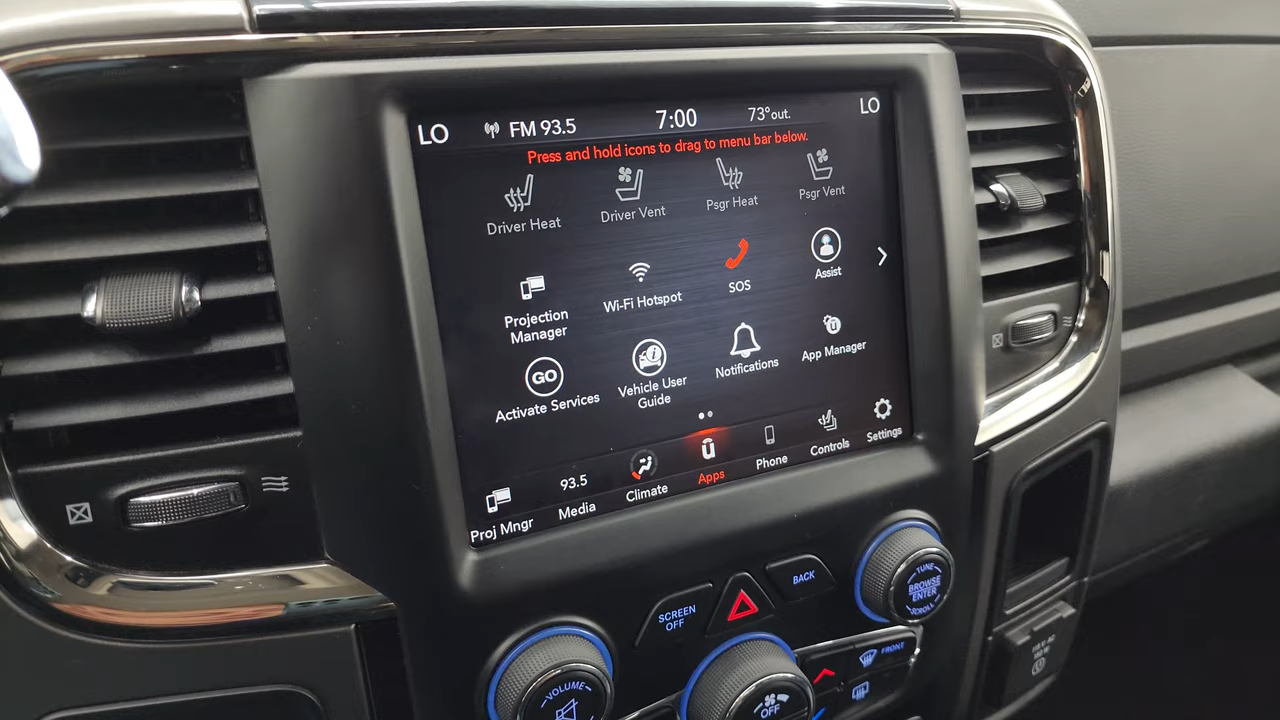 LO FM 93.5 7:00 73°out. LO
Press and hold icons to drag to menu bar below.
Driver Heat Driver Vent Psgr Heat Psgr Vent
Projection
Manager
Wi-Fi Hotspot
SOS
Assist
GO
Activate Services
Vehicle User
Guide
Notifications
App Manager
Proj Mngr
93.5
Media
Climate
Apps
Phone
Controls
Settings
SCREEN
OFF
BACK
TUNE
BROWSE
ENTER
SCROLL
VOLUME
OFF
FRONT